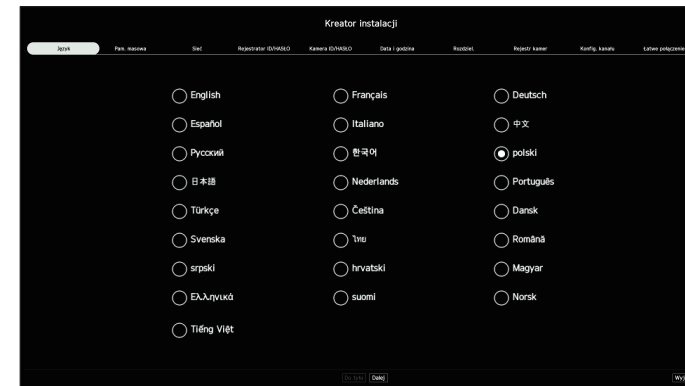 Kreator instalacji
Język Pam. masowa Sieć Rejestrator ID/HASŁO Kamera ID/HASŁO Data i godzina Rozdziel. Rejestr kamer Konfig. kanału Łatwe połączenie
English Français Deutsch
Español Italiano 中文
Русский 한국어 polski
日本語 Nederlands Português
Türkçe Čeština Dansk
Svenska ไทย Română
srpski hrvatski Magyar
Ελληνικά suomi Norsk
Tiếng Việt
Do tyłu Dalej